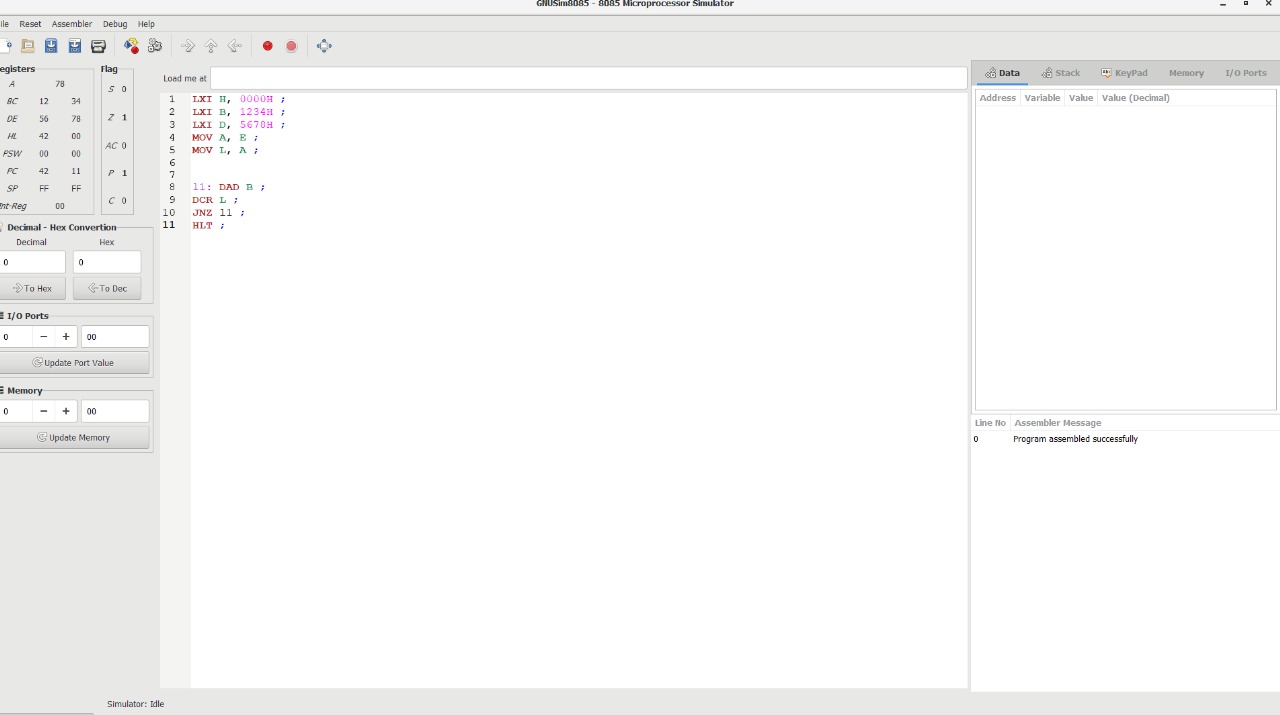 GNUSim8085 - 8085 Microprocessor Simulator
ile Reset Assembler Debug Help
egisters
A 78
BC 12 34
DE 56 78
HL 42 00
PSW 00 00
PC 42 11
SP FF FF
Int-Reg 00
Flag
S 0
Z 1
AC 0
P 1
C 0
Decimal - Hex Convertion
Decimal Hex
0 0
To Hex To Dec
I/O Ports
0 − + 00
Update Port Value
Memory
0 − + 00
Update Memory
Load me at
1 LXI H, 0000H ;
2 LXI B, 1234H ;
3 LXI D, 5678H ;
4 MOV A, E ;
5 MOV L, A ;
6
7
8 l1: DAD B ;
9 DCR L ;
10 JNZ l1 ;
11 HLT ;
Data Stack KeyPad Memory I/O Ports
Address Variable Value Value (Decimal)
Line No Assembler Message
0 Program assembled successfully
Simulator: Idle